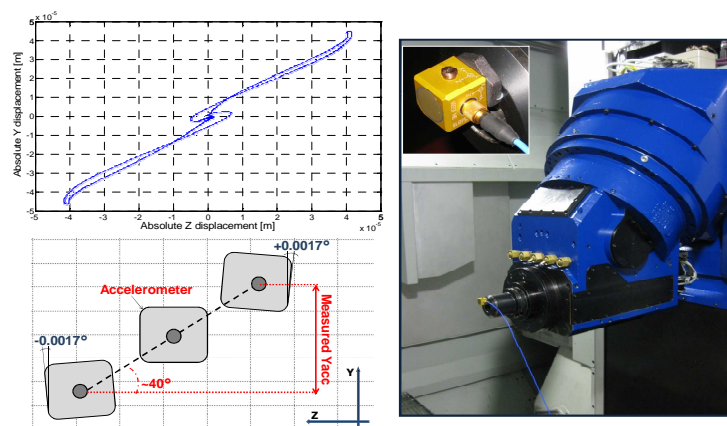 x 10⁻⁵
5
4
3
2
1
0
-1
-2
-3
-4
-5
Absolute Y displacement [m]
-5 -4 -3 -2 -1 0 1 2 3 4 5
Absolute Z displacement [m]
x 10⁻⁵
+0.0017°
Accelerometer
Measured Yacc
-0.0017°
~40°
Y
Z